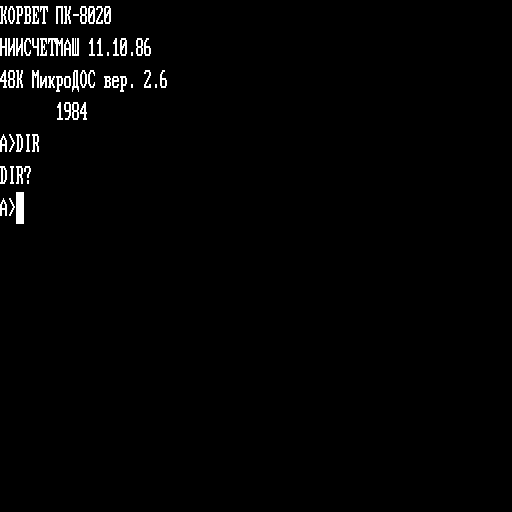 КОРВЕТ ПК-8020
НИИСЧЕТМАШ 11.10.86
48К МикроДОС вер. 2.6
1984
A>DIR
DIR?
A>